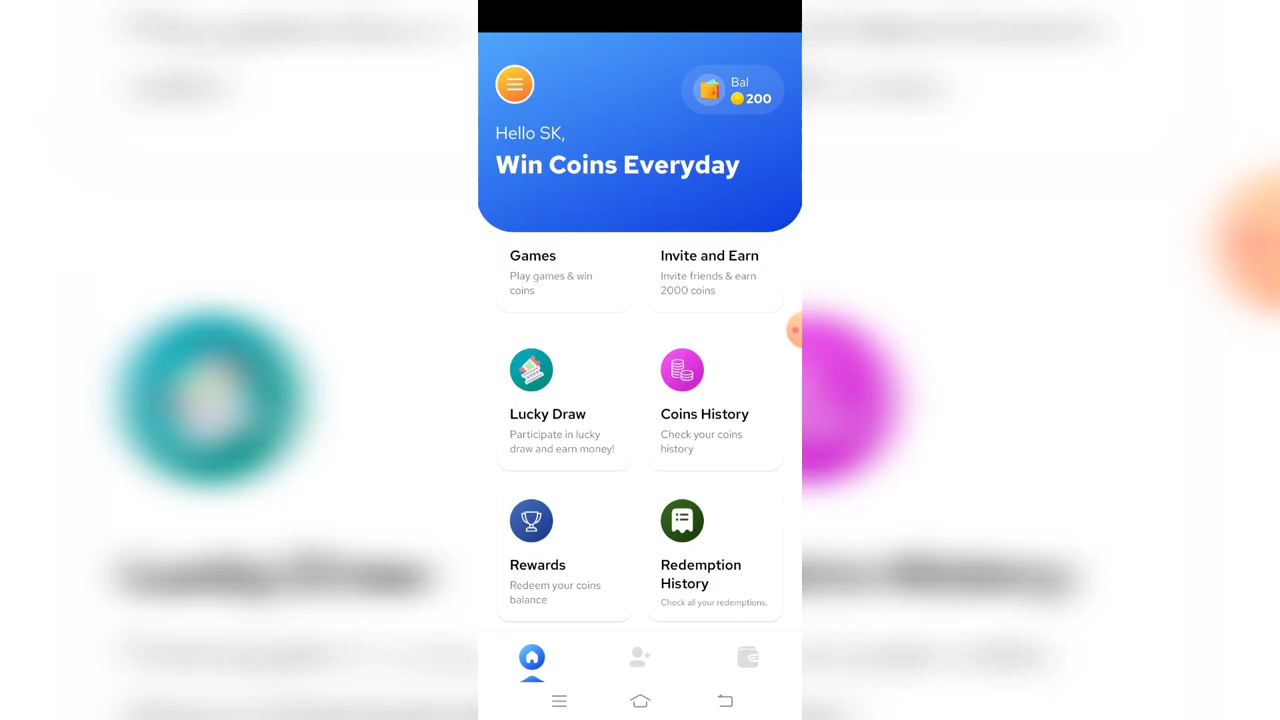 Bal
200
Hello SK,
Win Coins Everyday
Games
Play games & win
coins
Invite and Earn
Invite friends & earn
2000 coins
Lucky Draw
Participate in lucky
draw and earn money!
Coins History
Check your coins
history
Rewards
Redeem your coins
balance
Redemption
History
Check all your redemptions.